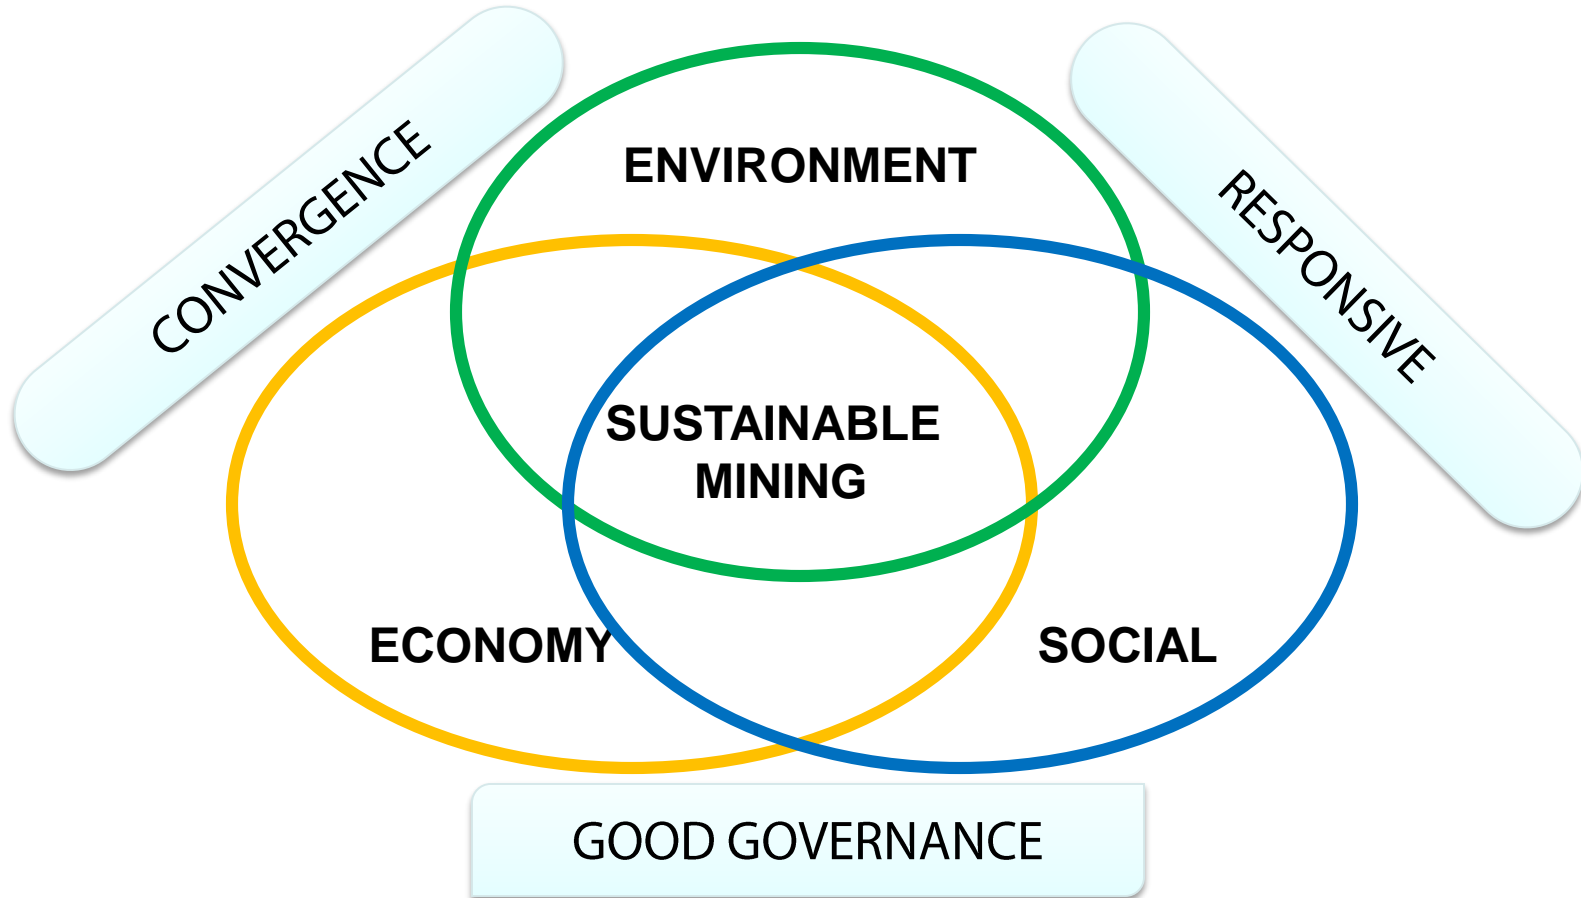 CONVERGENCE
ENVIRONMENT
RESPONSIVE
SUSTAINABLE
MINING
ECONOMY
SOCIAL
GOOD GOVERNANCE